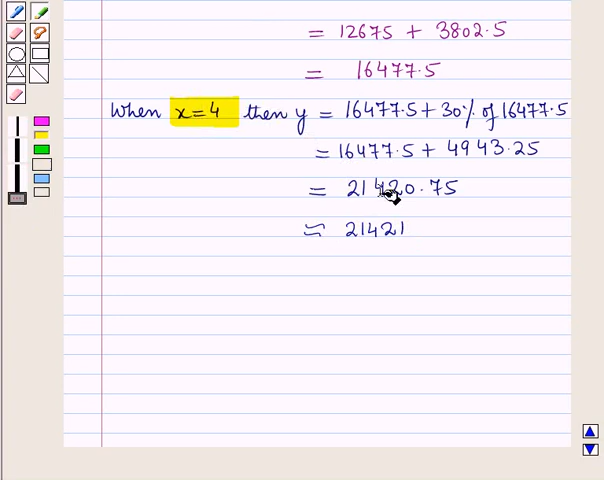 = 12675 + 3802.5
= 16477.5
When x=4 then y = 16477.5 + 30% of 16477.5
= 16477.5 + 4943.25
= 21420.75
≈ 21421